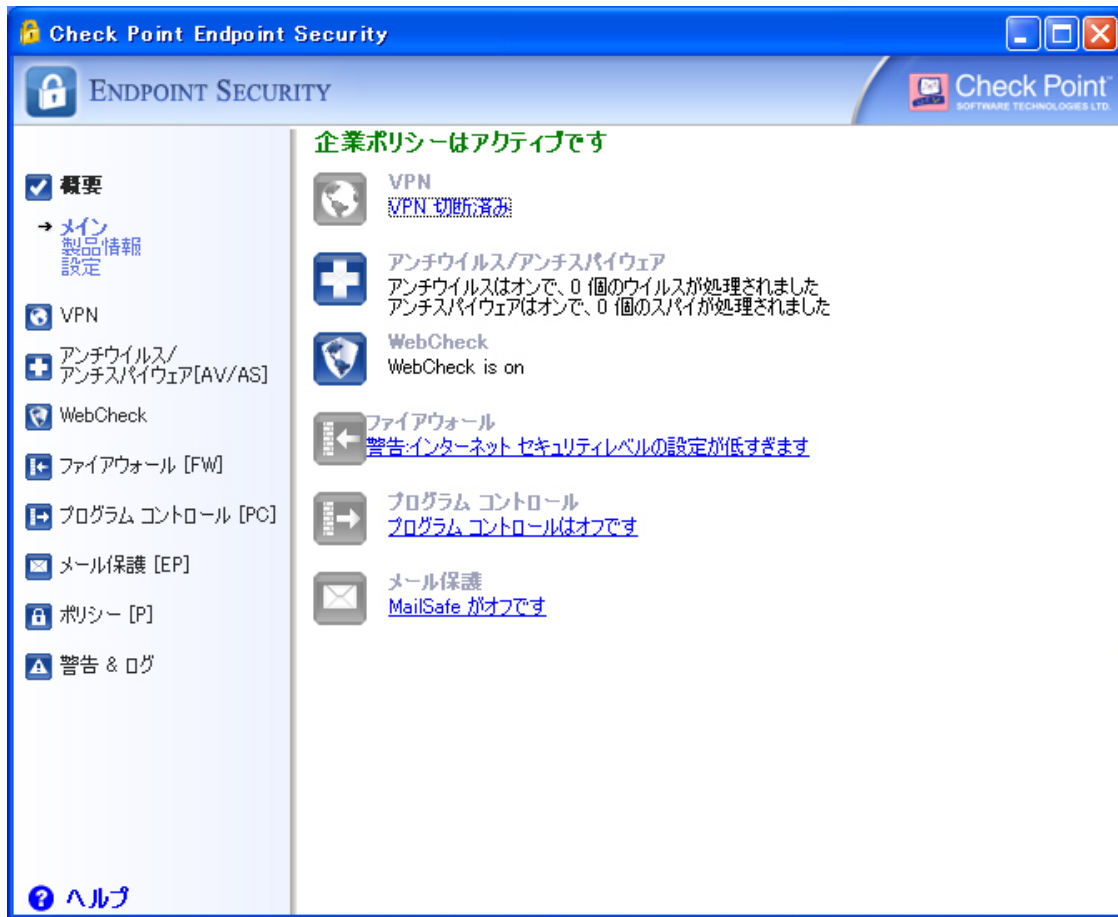 Check Point Endpoint Security
ENDPOINT SECURITY
Check Point™
SOFTWARE TECHNOLOGIES LTD.
概要
→ メイン
製品情報
設定
VPN
アンチウイルス/
アンチスパイウェア[AV/AS]
WebCheck
ファイアウォール [FW]
プログラム コントロール [PC]
メール保護 [EP]
ポリシー [P]
警告 & ログ
ヘルプ
企業ポリシーはアクティブです
VPN
VPN 切断済み
アンチウイルス/アンチスパイウェア
アンチウイルスはオンで、0 個のウイルスが処理されました
アンチスパイウェアはオンで、0 個のスパイが処理されました
WebCheck
WebCheck is on
ファイアウォール
警告:インターネット セキュリティレベルの設定が低すぎます
プログラム コントロール
プログラム コントロールはオフです
メール保護
MailSafe がオフです